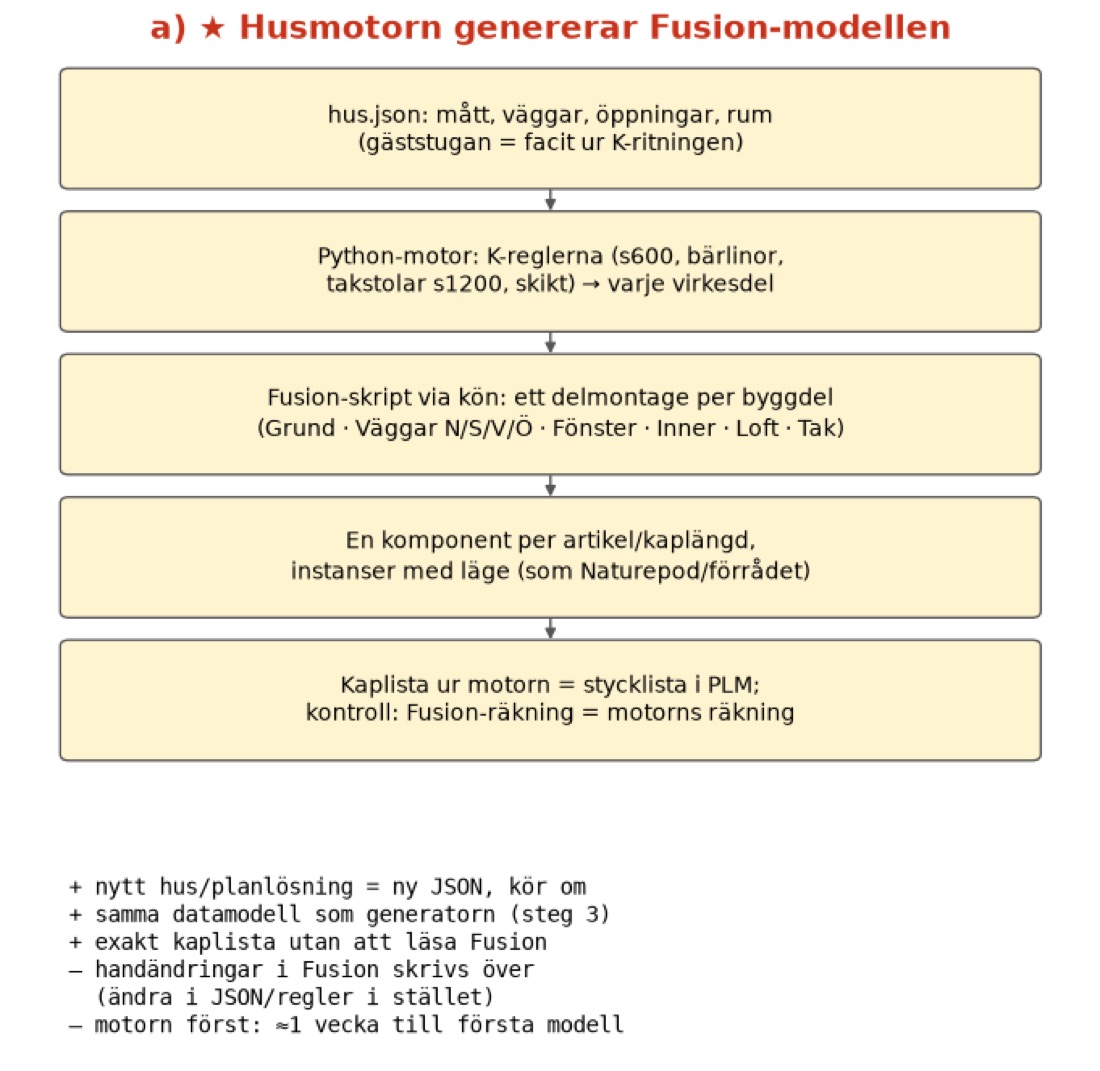 a) ★ Husmotorn genererar Fusion-modellen
hus.json: mått, väggar, öppningar, rum
(gäststugan = facit ur K-ritningen)
Python-motor: K-reglerna (s600, bärlinor,
takstolar s1200, skikt) → varje virkesdel
Fusion-skript via kön: ett delmontage per byggdel
(Grund · Väggar N/S/V/Ö · Fönster · Inner · Loft · Tak)
En komponent per artikel/kaplängd,
instanser med läge (som Naturepod/förrådet)
Kaplista ur motorn = stycklista i PLM;
kontroll: Fusion-räkning = motorns räkning
+ nytt hus/planlösning = ny JSON, kör om
+ samma datamodell som generatorn (steg 3)
+ exakt kaplista utan att läsa Fusion
– handändringar i Fusion skrivs över
(ändra i JSON/regler i stället)
– motorn först: ≈1 vecka till första modell